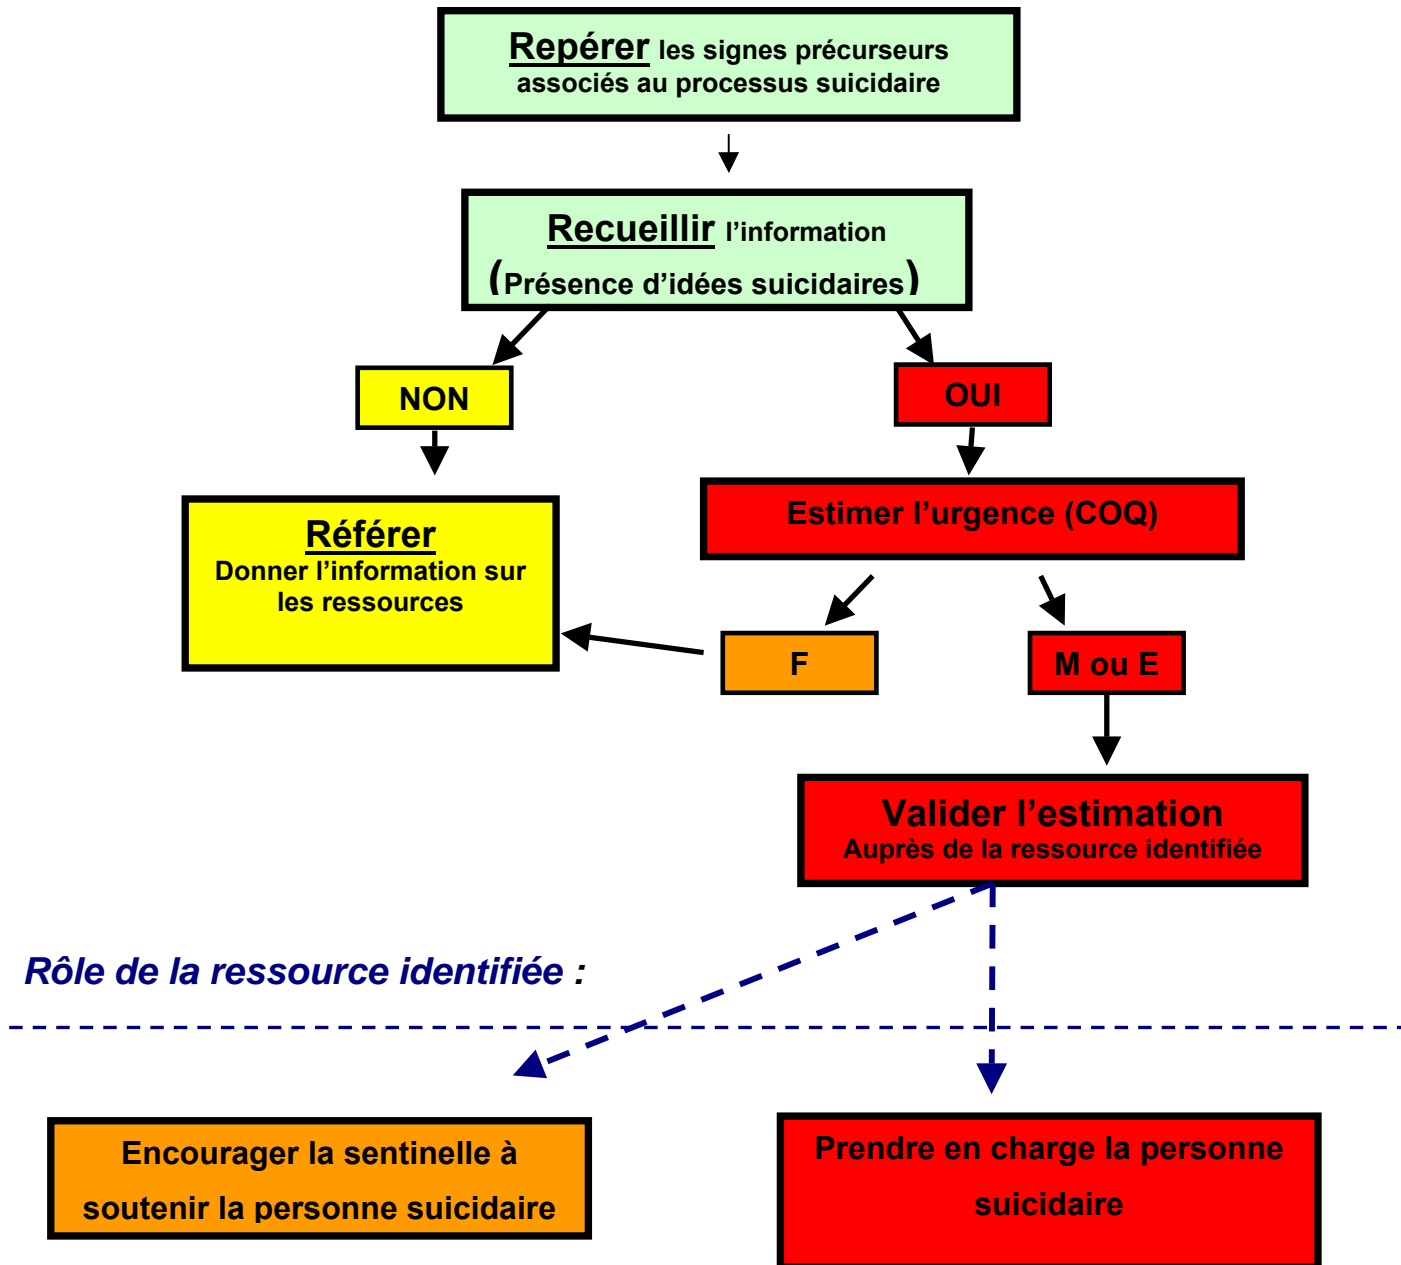 Repérer les signes précurseurs
associés au processus suicidaire
Recueillir l’information
(Présence d’idées suicidaires)
NON
OUI
Référer
Donner l’information sur
les ressources
Estimer l’urgence (COQ)
F
M ou E
Valider l’estimation
Auprès de la ressource identifiée
Rôle de la ressource identifiée :
Encourager la sentinelle à
soutenir la personne suicidaire
Prendre en charge la personne
suicidaire